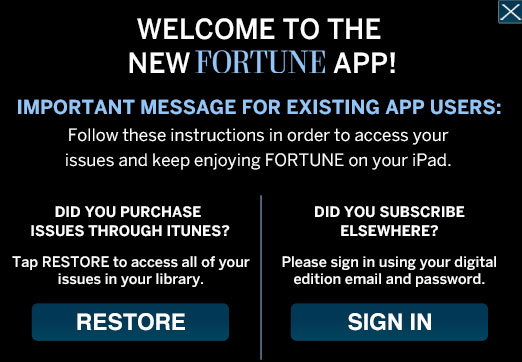 WELCOME TO THE
NEW FORTUNE APP!
IMPORTANT MESSAGE FOR EXISTING APP USERS:
Follow these instructions in order to access your
issues and keep enjoying FORTUNE on your iPad.
DID YOU PURCHASE
ISSUES THROUGH ITUNES?
Tap RESTORE to access all of your
issues in your library.
RESTORE
DID YOU SUBSCRIBE
ELSEWHERE?
Please sign in using your digital
edition email and password.
SIGN IN